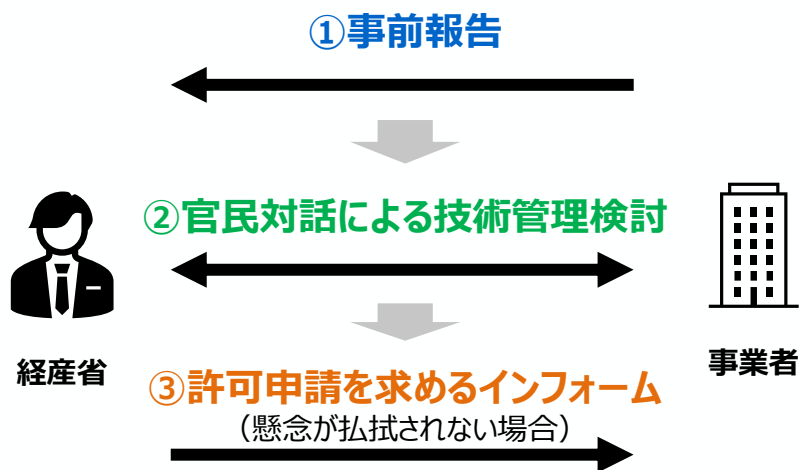 ①事前報告
②官民対話による技術管理検討
経産省
事業者
③許可申請を求めるインフォーム
（懸念が払拭されない場合）